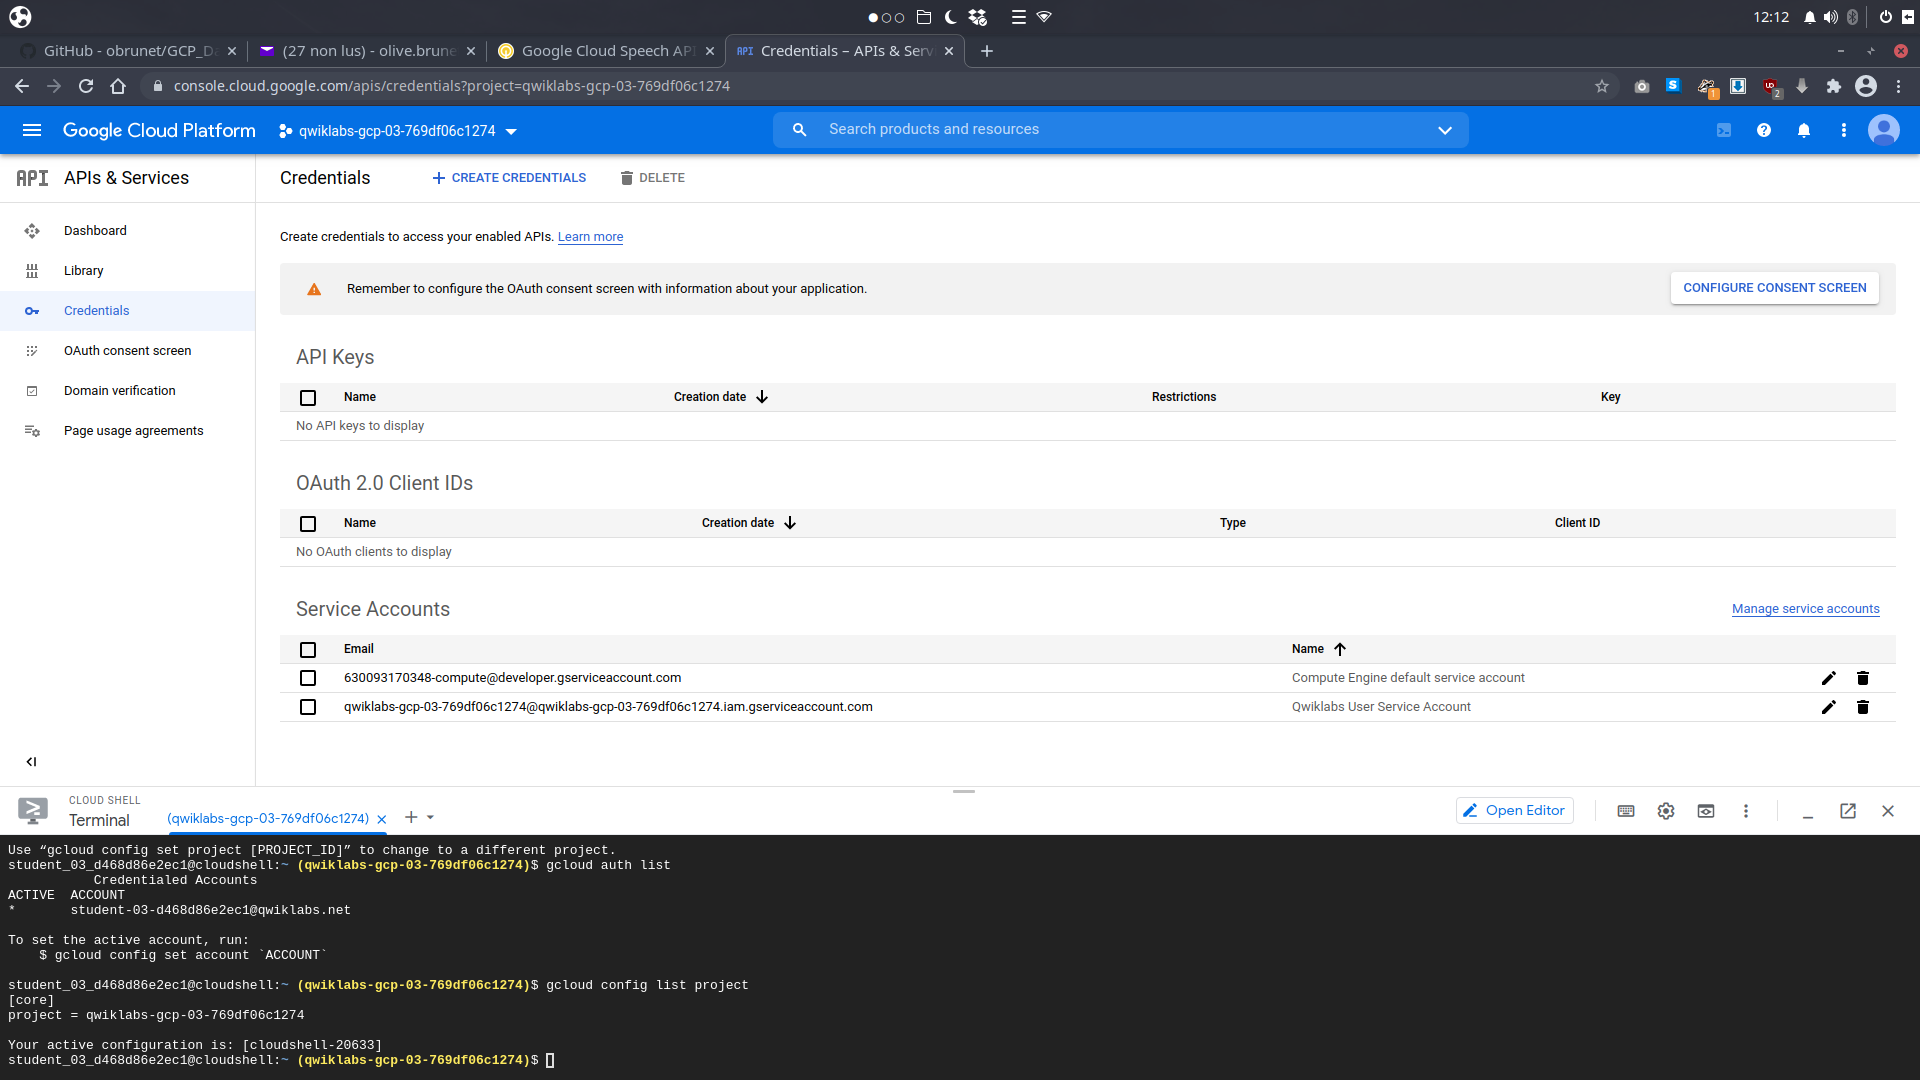 12:12
GitHub - obrunet/GCP_Da
(27 non lus) - olive.brune
Google Cloud Speech API
API Credentials – APIs & Serv
console.cloud.google.com/apis/credentials?project=qwiklabs-gcp-03-769df06c1274
1
2
Google Cloud Platform
qwiklabs-gcp-03-769df06c1274
Search products and resources
API APIs & Services
Dashboard
Library
Credentials
OAuth consent screen
Domain verification
Page usage agreements
Credentials
CREATE CREDENTIALS
DELETE
Create credentials to access your enabled APIs. Learn more
Remember to configure the OAuth consent screen with information about your application.
CONFIGURE CONSENT SCREEN
API Keys
Name Creation date Restrictions Key
No API keys to display
OAuth 2.0 Client IDs
Name Creation date Type Client ID
No OAuth clients to display
Service Accounts
Manage service accounts
Email Name
630093170348-compute@developer.gserviceaccount.com Compute Engine default service account
qwiklabs-gcp-03-769df06c1274@qwiklabs-gcp-03-769df06c1274.iam.gserviceaccount.com Qwiklabs User Service Account
CLOUD SHELL
Terminal
(qwiklabs-gcp-03-769df06c1274)
Open Editor
Use “gcloud config set project [PROJECT_ID]” to change to a different project.
student_03_d468d86e2ec1@cloudshell:~ (qwiklabs-gcp-03-769df06c1274)$ gcloud auth list
Credentialed Accounts
ACTIVE ACCOUNT
* student-03-d468d86e2ec1@qwiklabs.net
To set the active account, run:
$ gcloud config set account `ACCOUNT`
student_03_d468d86e2ec1@cloudshell:~ (qwiklabs-gcp-03-769df06c1274)$ gcloud config list project
[core]
project = qwiklabs-gcp-03-769df06c1274
Your active configuration is: [cloudshell-20633]
student_03_d468d86e2ec1@cloudshell:~ (qwiklabs-gcp-03-769df06c1274)$